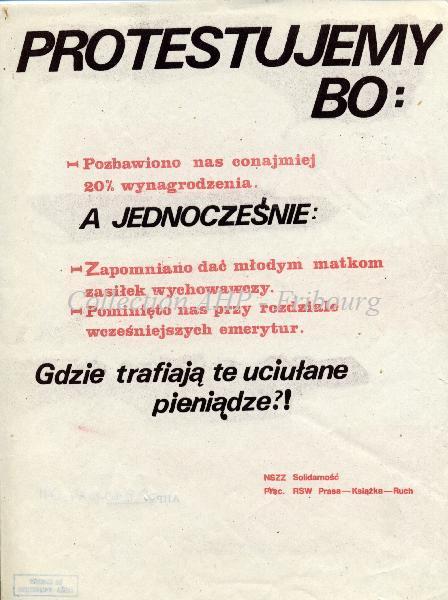 PROTESTUJEMY
BO:
Pozbawiono nas conajmiej
20% wynagrodzenia.
A JEDNOCZEŚNIE:
Zapomniano dać młodym matkom
zasiłek wychowawczy.
Collection AHP - Fribourg
Pominięto nas przy rozdziale
wcześniejszych emerytur.
Gdzie trafiają te uciułane
pieniądze?!
NSZZ Solidarność
Prac. RSW Prasa—Książka—Ruch